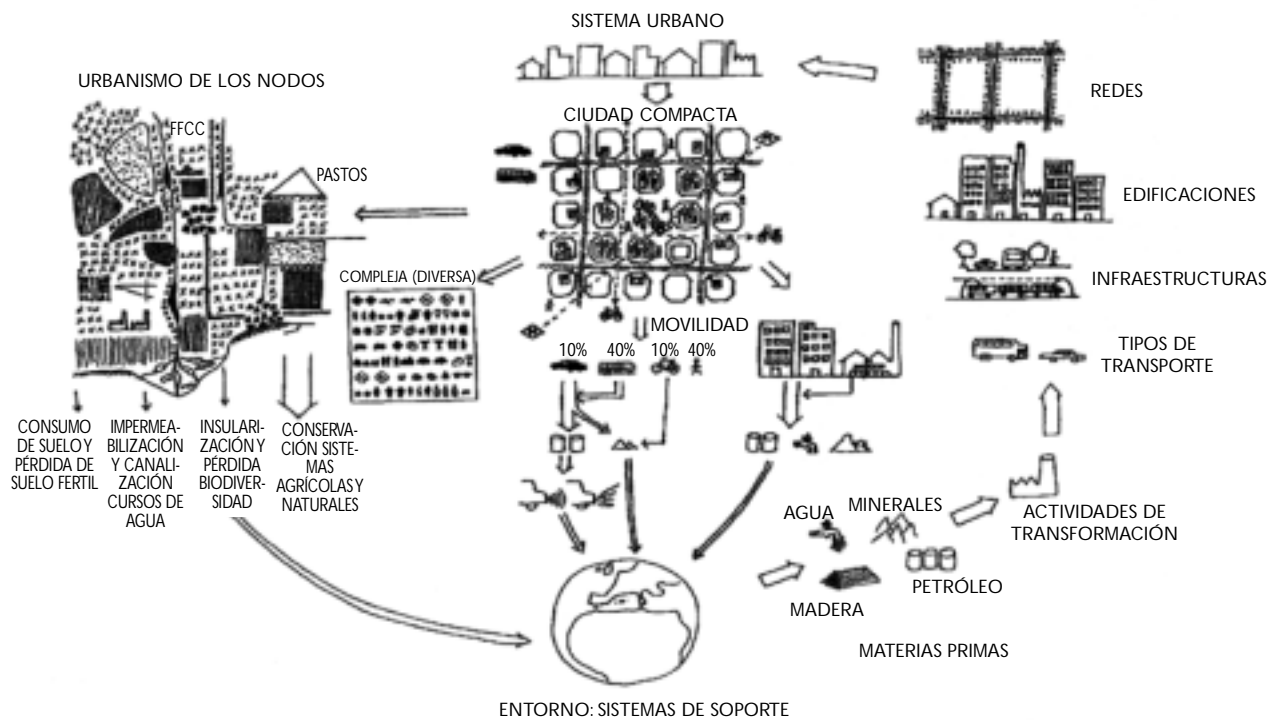 SISTEMA URBANO
URBANISMO DE LOS NODOS
REDES
CIUDAD COMPACTA
FFCC
PASTOS
EDIFICACIONES
COMPLEJA (DIVERSA)
INFRAESTRUCTURAS
MOVILIDAD
10% 40% 10% 40%
TIPOS DE
TRANSPORTE
CONSUMO
DE SUELO Y
PÉRDIDA DE
SUELO FERTIL
IMPERMEA-
BILIZACIÓN
Y CANALI-
ZACIÓN
CURSOS DE
AGUA
INSULARI-
ZACIÓN Y
PÉRDIDA
BIODIVER-
SIDAD
CONSERVA-
CIÓN SISTE-
MAS
AGRÍCOLAS Y
NATURALES
AGUA
MINERALES
ACTIVIDADES DE
TRANSFORMACIÓN
PETRÓLEO
MADERA
MATERIAS PRIMAS
ENTORNO: SISTEMAS DE SOPORTE